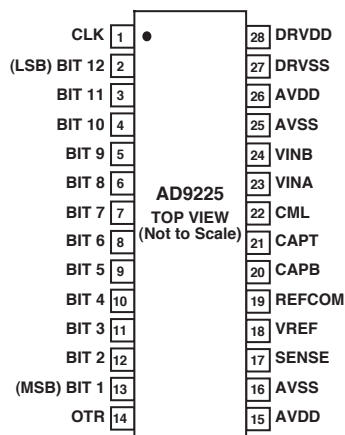 CLK 1 28 DRVDD
(LSB) BIT 12 2 27 DRVSS
BIT 11 3 26 AVDD
BIT 10 4 25 AVSS
BIT 9 5 24 VINB
BIT 8 6 23 VINA
BIT 7 7 22 CML
BIT 6 8 21 CAPT
BIT 5 9 20 CAPB
BIT 4 10 19 REFCOM
BIT 3 11 18 VREF
BIT 2 12 17 SENSE
(MSB) BIT 1 13 16 AVSS
OTR 14 15 AVDD
AD9225
TOP VIEW
(Not to Scale)